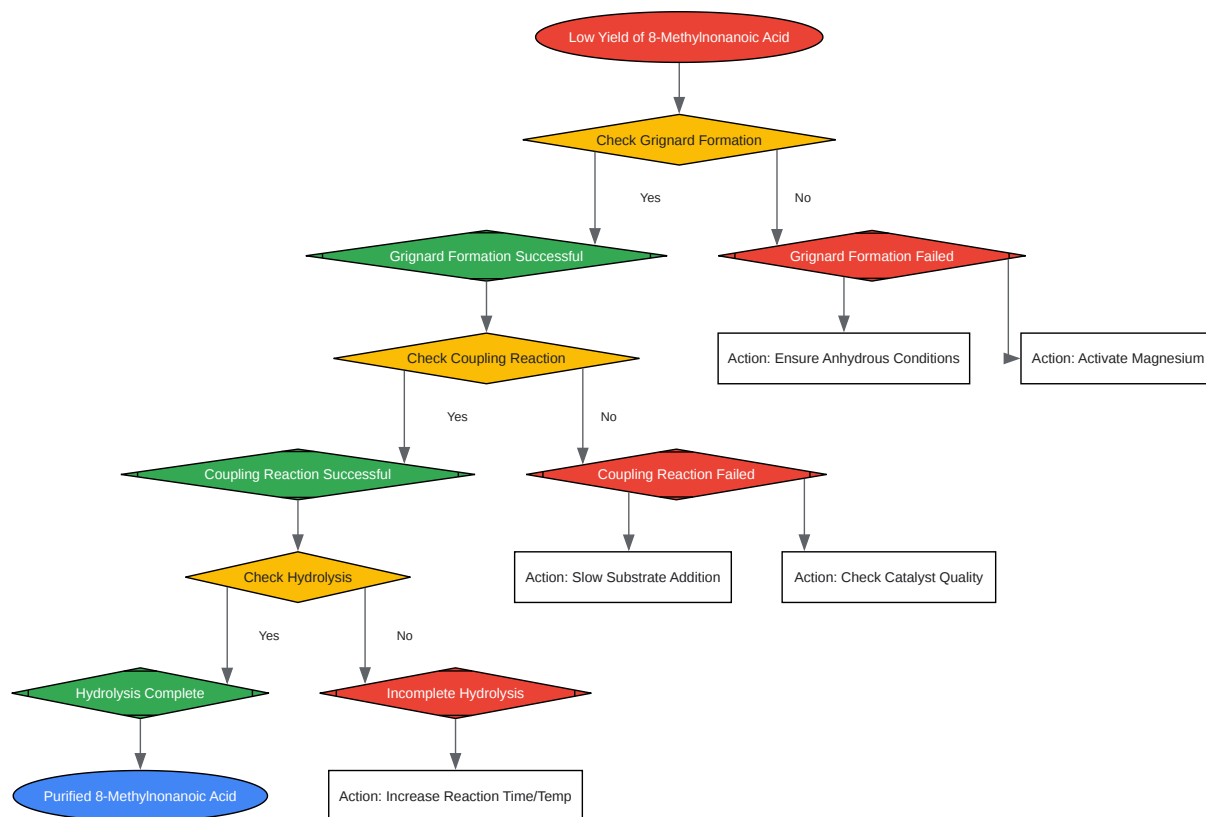 Low Yield of 8-Methylnonanoic Acid
Check Grignard Formation
Yes
No
Grignard Formation Successful
Grignard Formation Failed
Check Coupling Reaction
Action: Ensure Anhydrous Conditions
Action: Activate Magnesium
Yes
No
Coupling Reaction Successful
Coupling Reaction Failed
Check Hydrolysis
Action: Slow Substrate Addition
Action: Check Catalyst Quality
Yes
No
Hydrolysis Complete
Incomplete Hydrolysis
Purified 8-Methylnonanoic Acid
Action: Increase Reaction Time/Temp